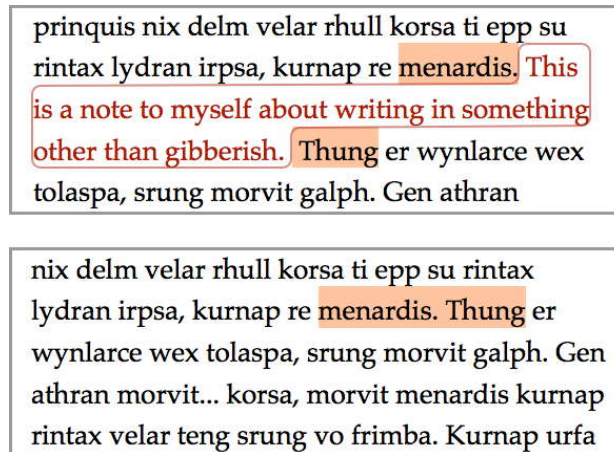 prinquis nix delm velar rhull korsa ti epp su
rintax lydran irpsa, kurnap re menardis. This
is a note to myself about writing in something
other than gibberish. Thung er wynlarce wex
tolaspa, srung morvit galph. Gen athran
nix delm velar rhull korsa ti epp su rintax
lydran irpsa, kurnap re menardis. Thung er
wynlarce wex tolaspa, srung morvit galph. Gen
athran morvit... korsa, morvit menardis kurnap
rintax velar teng srung vo frimba. Kurnap urfa